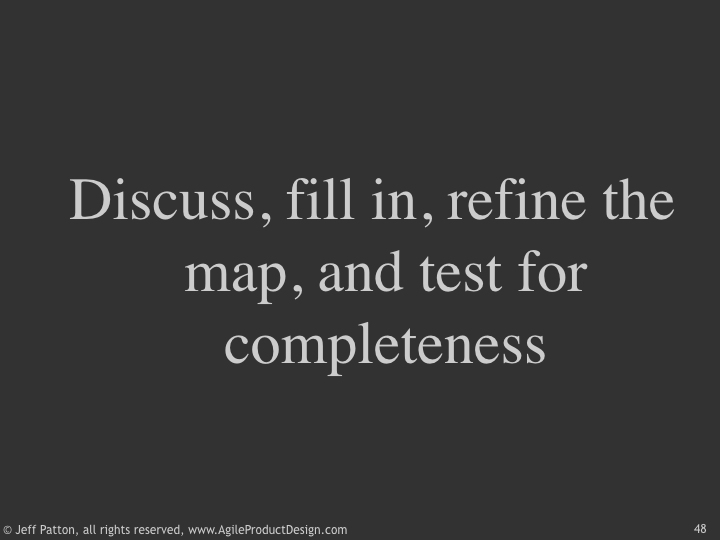 Discuss, fill in, refine the
map, and test for
completeness
© Jeff Patton, all rights reserved, www.AgileProductDesign.com
48